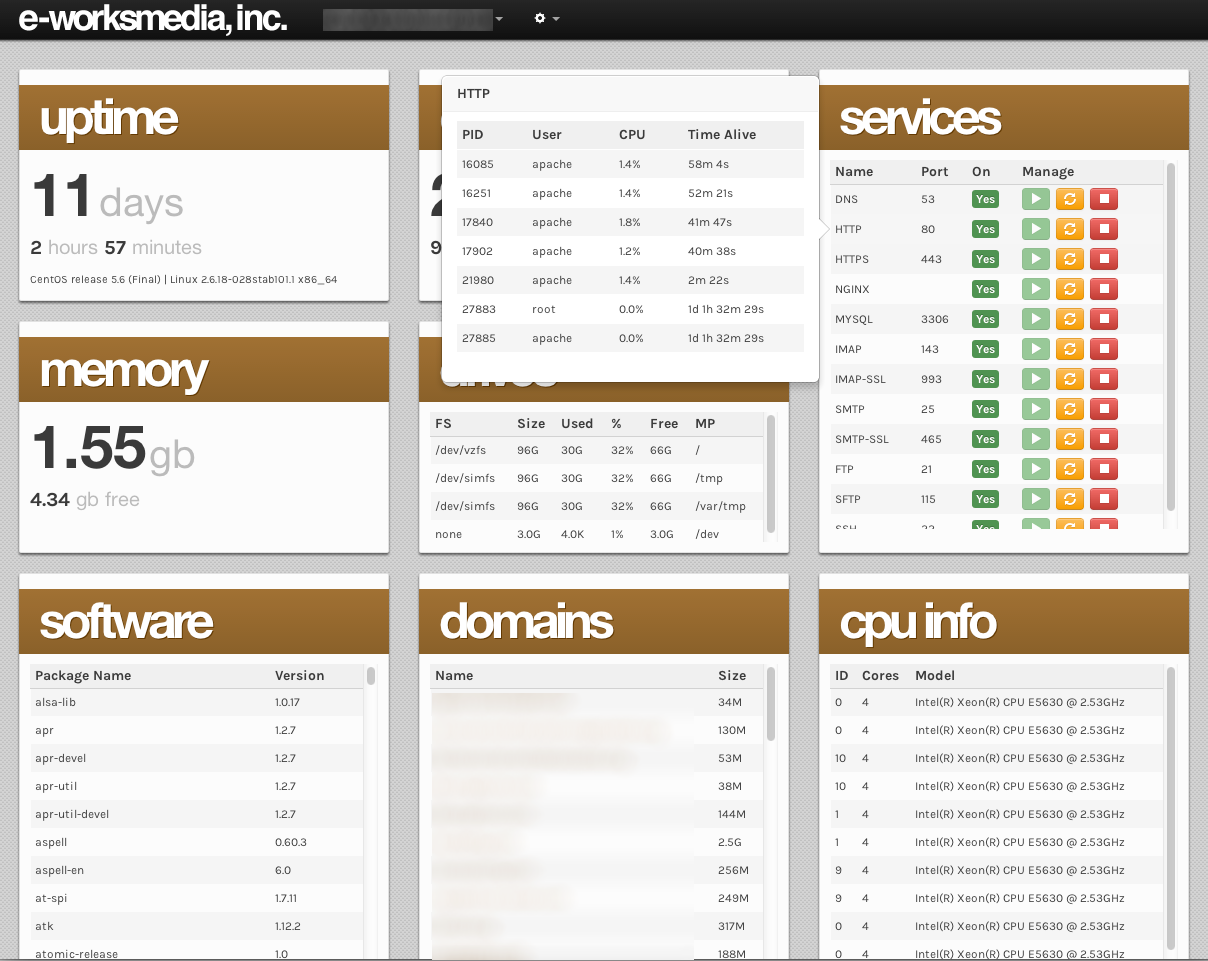 e-worksmedia, inc.
uptime
11 days
2 hours 57 minutes
CentOS release 5.6 (Final) | Linux 2.6.18-028stab101.1 x86_64
HTTP
PID User CPU Time Alive
16085 apache 1.4% 58m 4s
16251 apache 1.4% 52m 21s
17840 apache 1.8% 41m 47s
17902 apache 1.2% 40m 38s
21980 apache 1.4% 2m 22s
27883 root 0.0% 1d 1h 32m 29s
27885 apache 0.0% 1d 1h 32m 29s
services
Name Port On Manage
DNS 53 Yes
HTTP 80 Yes
HTTPS 443 Yes
NGINX Yes
MYSQL 3306 Yes
IMAP 143 Yes
IMAP-SSL 993 Yes
SMTP 25 Yes
SMTP-SSL 465 Yes
FTP 21 Yes
SFTP 115 Yes
SSH 22 Yes
memory
1.55 gb
4.34 gb free
drives
FS Size Used % Free MP
/dev/vzfs 96G 30G 32% 66G /
/dev/simfs 96G 30G 32% 66G /tmp
/dev/simfs 96G 30G 32% 66G /var/tmp
none 3.0G 4.0K 1% 3.0G /dev
software
Package Name Version
alsa-lib 1.0.17
apr 1.2.7
apr-devel 1.2.7
apr-util 1.2.7
apr-util-devel 1.2.7
aspell 0.60.3
aspell-en 6.0
at-spi 1.7.11
atk 1.12.2
atomic-release 1.0
domains
Name Size
34M
130M
53M
38M
144M
2.5G
256M
249M
317M
188M
cpu info
ID Cores Model
0 4 Intel(R) Xeon(R) CPU E5630 @ 2.53GHz
0 4 Intel(R) Xeon(R) CPU E5630 @ 2.53GHz
10 4 Intel(R) Xeon(R) CPU E5630 @ 2.53GHz
10 4 Intel(R) Xeon(R) CPU E5630 @ 2.53GHz
1 4 Intel(R) Xeon(R) CPU E5630 @ 2.53GHz
1 4 Intel(R) Xeon(R) CPU E5630 @ 2.53GHz
9 4 Intel(R) Xeon(R) CPU E5630 @ 2.53GHz
9 4 Intel(R) Xeon(R) CPU E5630 @ 2.53GHz
0 4 Intel(R) Xeon(R) CPU E5630 @ 2.53GHz
0 4 Intel(R) Xeon(R) CPU E5630 @ 2.53GHz